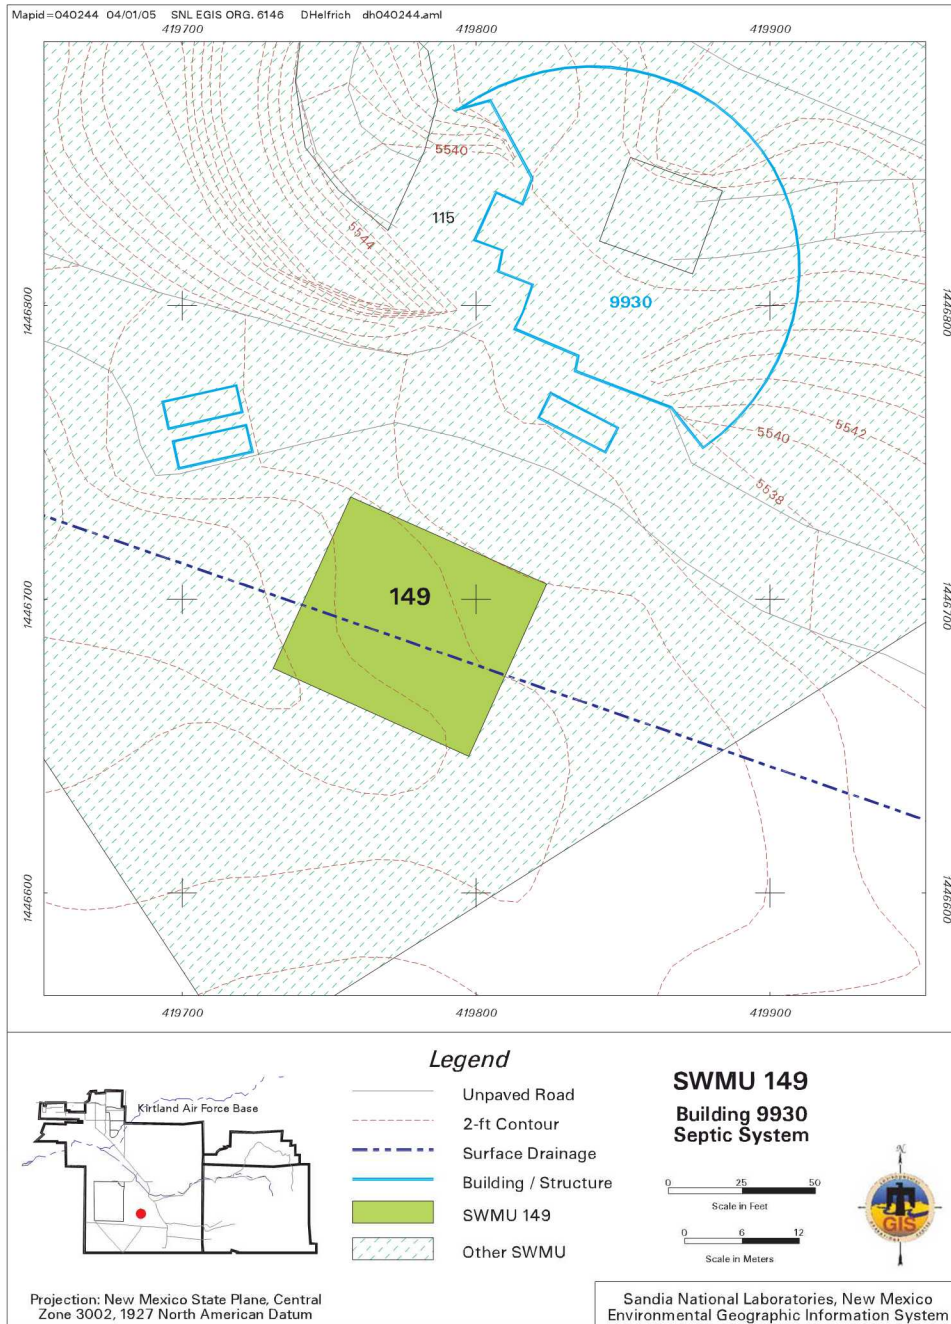 Mapid=040244 04/01/05 SNL EGIS ORG. 6146 DHelfrich dh040244.aml
419700 419800 419900
5540
115
5544
1446800 9930 1446800
5542
5540
5538
1446700 149 1446700
1446600 1446600
419700 419800 419900
Legend
Kirtland Air Force Base
Unpaved Road
2-ft Contour
Surface Drainage
Building / Structure
SWMU 149
Other SWMU
SWMU 149
Building 9930
Septic System
0 25 50
Scale in Feet
0 6 12
Scale in Meters
N
GIS
Projection: New Mexico State Plane, Central
Zone 3002, 1927 North American Datum
Sandia National Laboratories, New Mexico
Environmental Geographic Information System